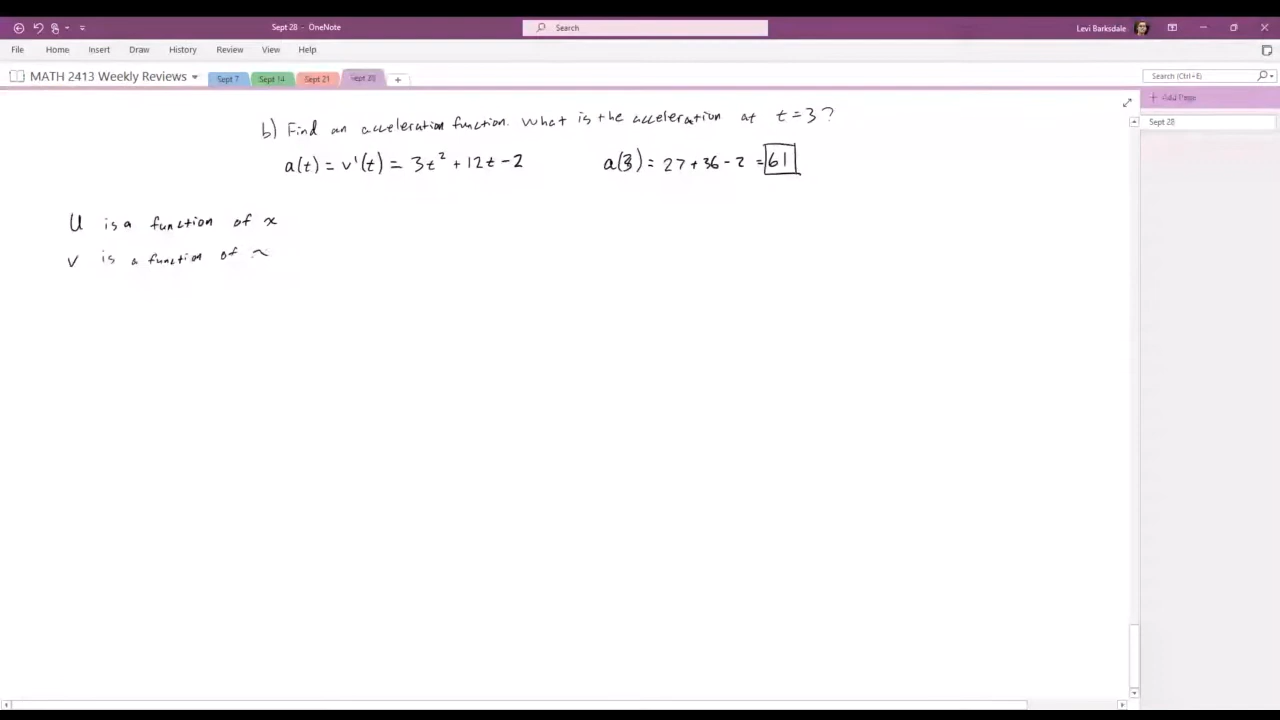 Sept 28 - OneNote
Search
Levi Barksdale
File Home Insert Draw History Review View Help
MATH 2413 Weekly Reviews
Sept 7 Sept 14 Sept 21 Sept 28
Search (Ctrl+E)
Add Page
Sept 28
b) Find an acceleration function. What is the acceleration at t=3?
a(t) = v'(t) = 3t² + 12t - 2 a(3) = 27 + 36 - 2 = 61
U is a function of x
v is a function of x